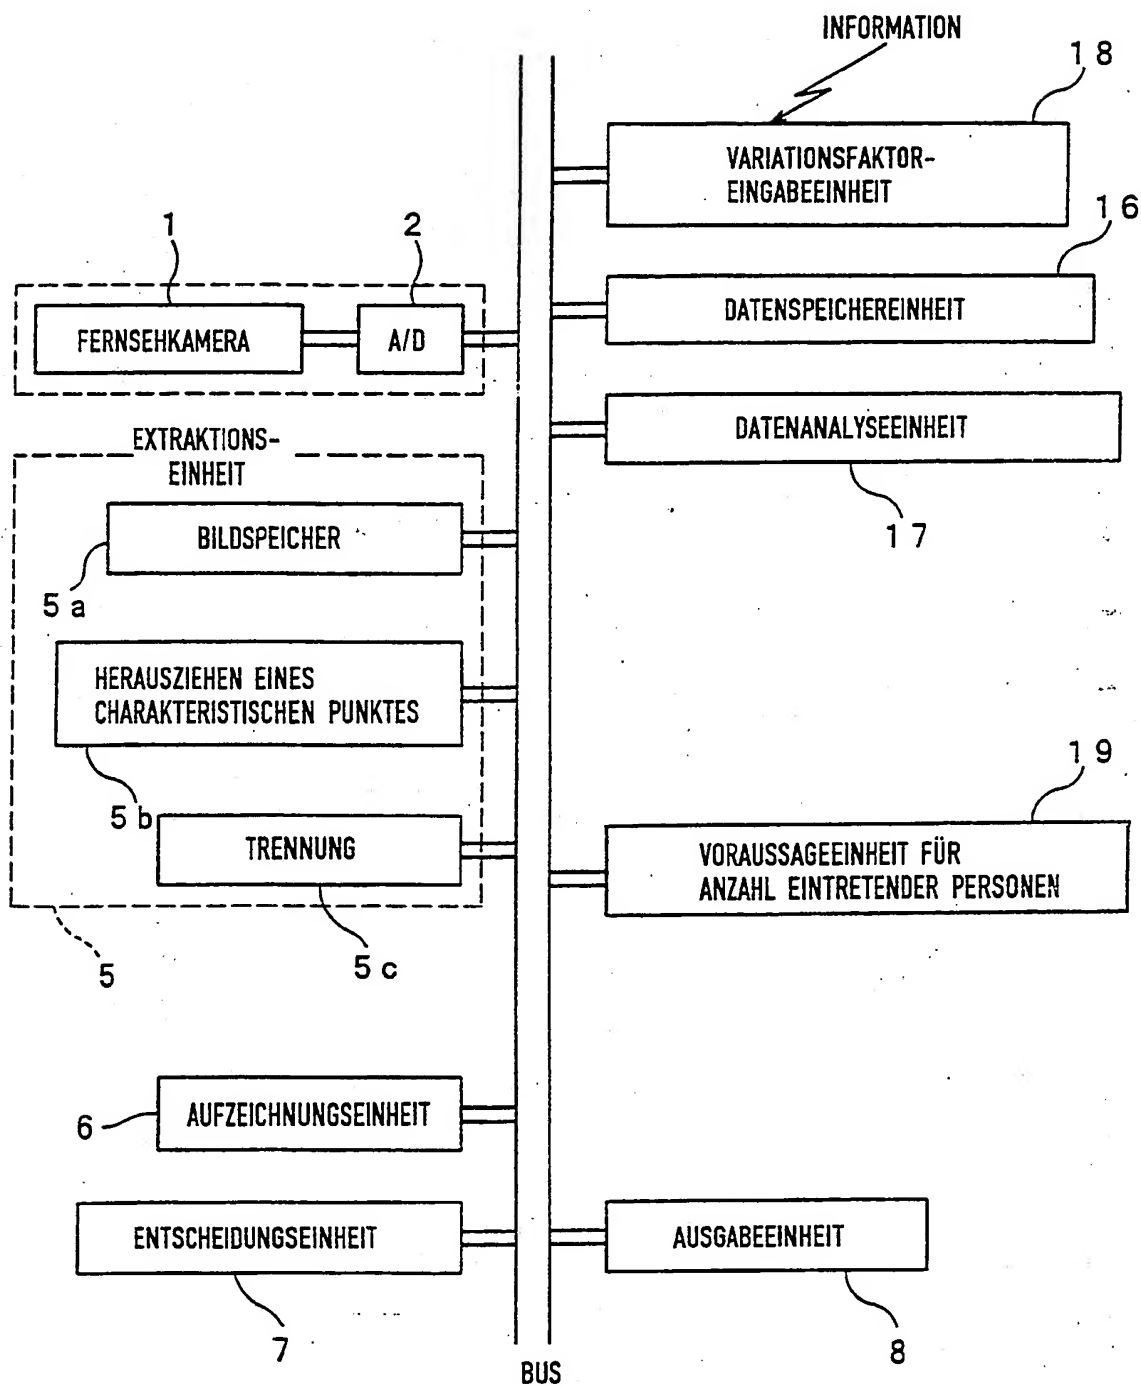 INFORMATION
18
VARIATIONSFAKTOR-
EINGABEEINHEIT
16
DATENSPEICHEREINHEIT
1
2
FERNSEHKAMERA
A/D
DATENANALYSEEINHEIT
17
EXTRAKTIONS-
EINHEIT
BILDSPEICHER
5a
HERAUSZIEHEN EINES
CHARAKTERISTISCHEN PUNKTES
5b
TRENNUNG
5c
5
19
VORAUSSAGEEINHEIT FÜR
ANZAHL EINTRETENDER PERSONEN
AUFZEICHNUNGSEINHEIT
6
ENTSCHEIDUNGSEINHEIT
7
AUSGABEEINHEIT
8
BUS